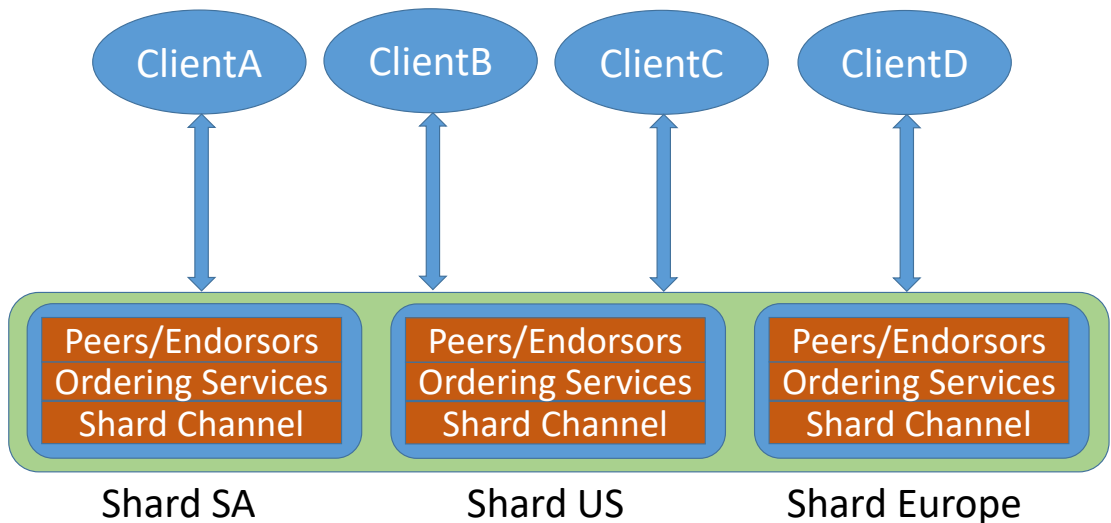 ClientA
ClientB
ClientC
ClientD
Peers/Endorsors
Ordering Services
Shard Channel
Peers/Endorsors
Ordering Services
Shard Channel
Peers/Endorsors
Ordering Services
Shard Channel
Shard SA
Shard US
Shard Europe